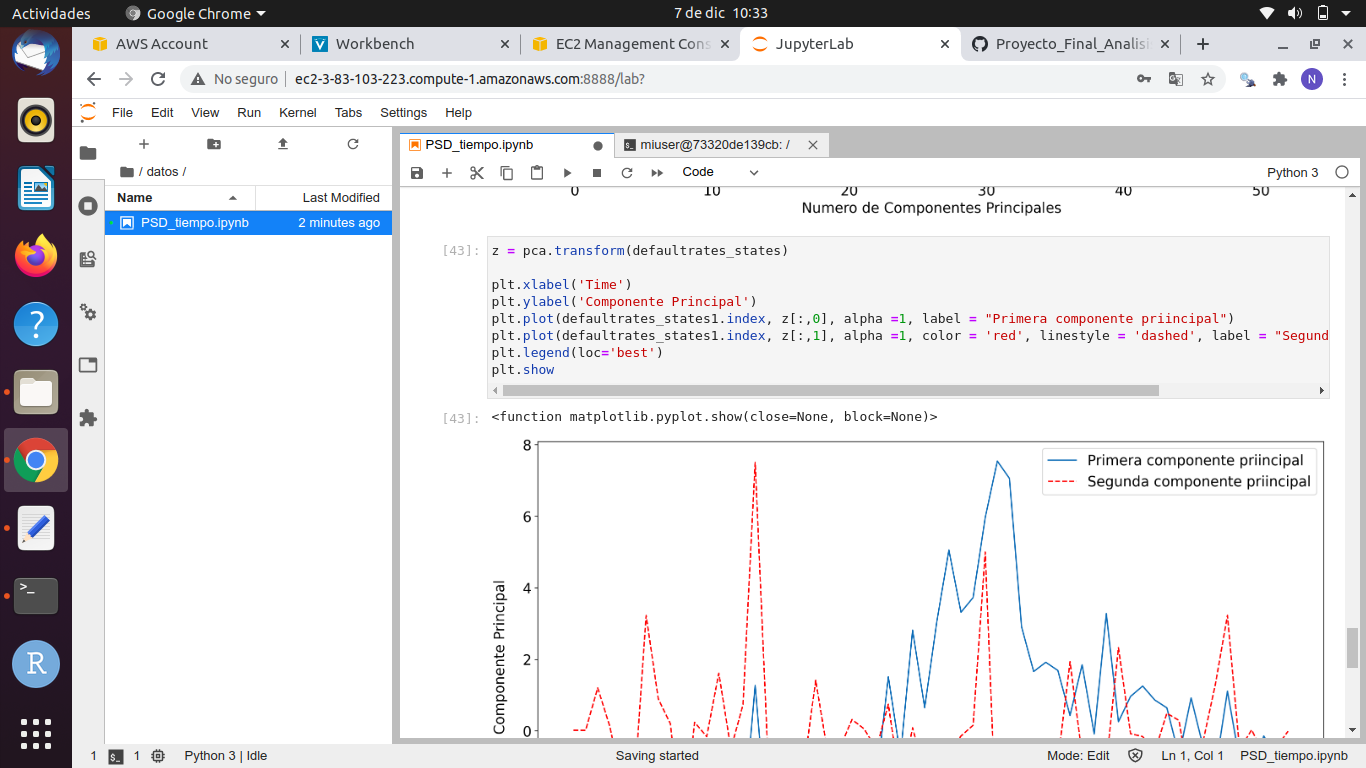 Actividades
Google Chrome
7 de dic 10:33
AWS Account
Workbench
EC2 Management Cons
JupyterLab
Proyecto_Final_Analisi
No seguro
ec2-3-83-103-223.compute-1.amazonaws.com:8888/lab?
N
File Edit View Run Kernel Tabs Settings Help
/ datos /
Name Last Modified
PSD_tiempo.ipynb 2 minutes ago
PSD_tiempo.ipynb
miuser@73320de139cb: /
Code
Python 3
0 10 20 30 40 50
Numero de Componentes Principales
[43]:
z = pca.transform(defaultrates_states)
plt.xlabel('Time')
plt.ylabel('Componente Principal')
plt.plot(defaultrates_states1.index, z[:,0], alpha =1, label = "Primera componente priincipal")
plt.plot(defaultrates_states1.index, z[:,1], alpha =1, color = 'red', linestyle = 'dashed', label = "Segund
plt.legend(loc='best')
plt.show
[43]:
<function matplotlib.pyplot.show(close=None, block=None)>
8
6
4
2
0
Componente Principal
Primera componente priincipal
Segunda componente priincipal
R
1 1 Python 3 | Idle
Saving started
Mode: Edit
Ln 1, Col 1
PSD_tiempo.ipynb